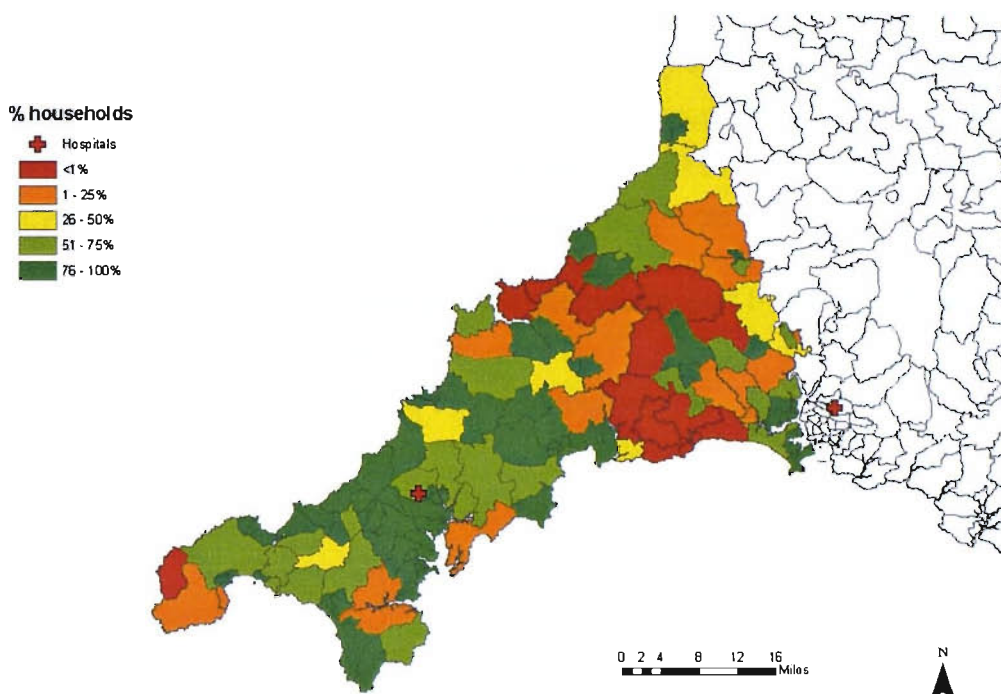 % households
Hospitals
<1%
1 - 25%
26 - 50%
51 - 75%
76 - 100%
0 2 4 8 12 16
Miles
N